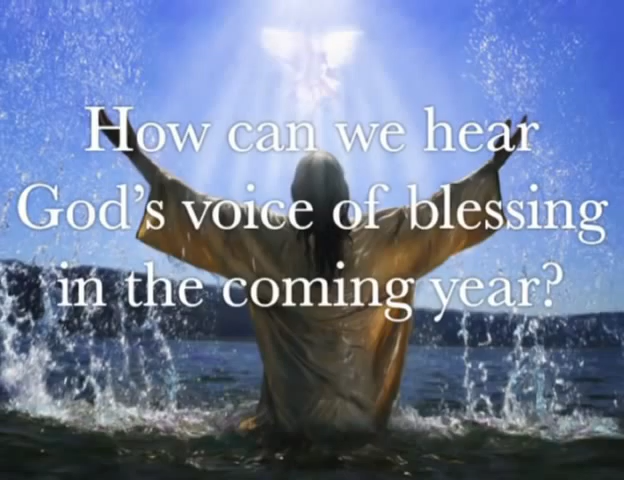 How can we hear
God's voice of blessing
in the coming year?